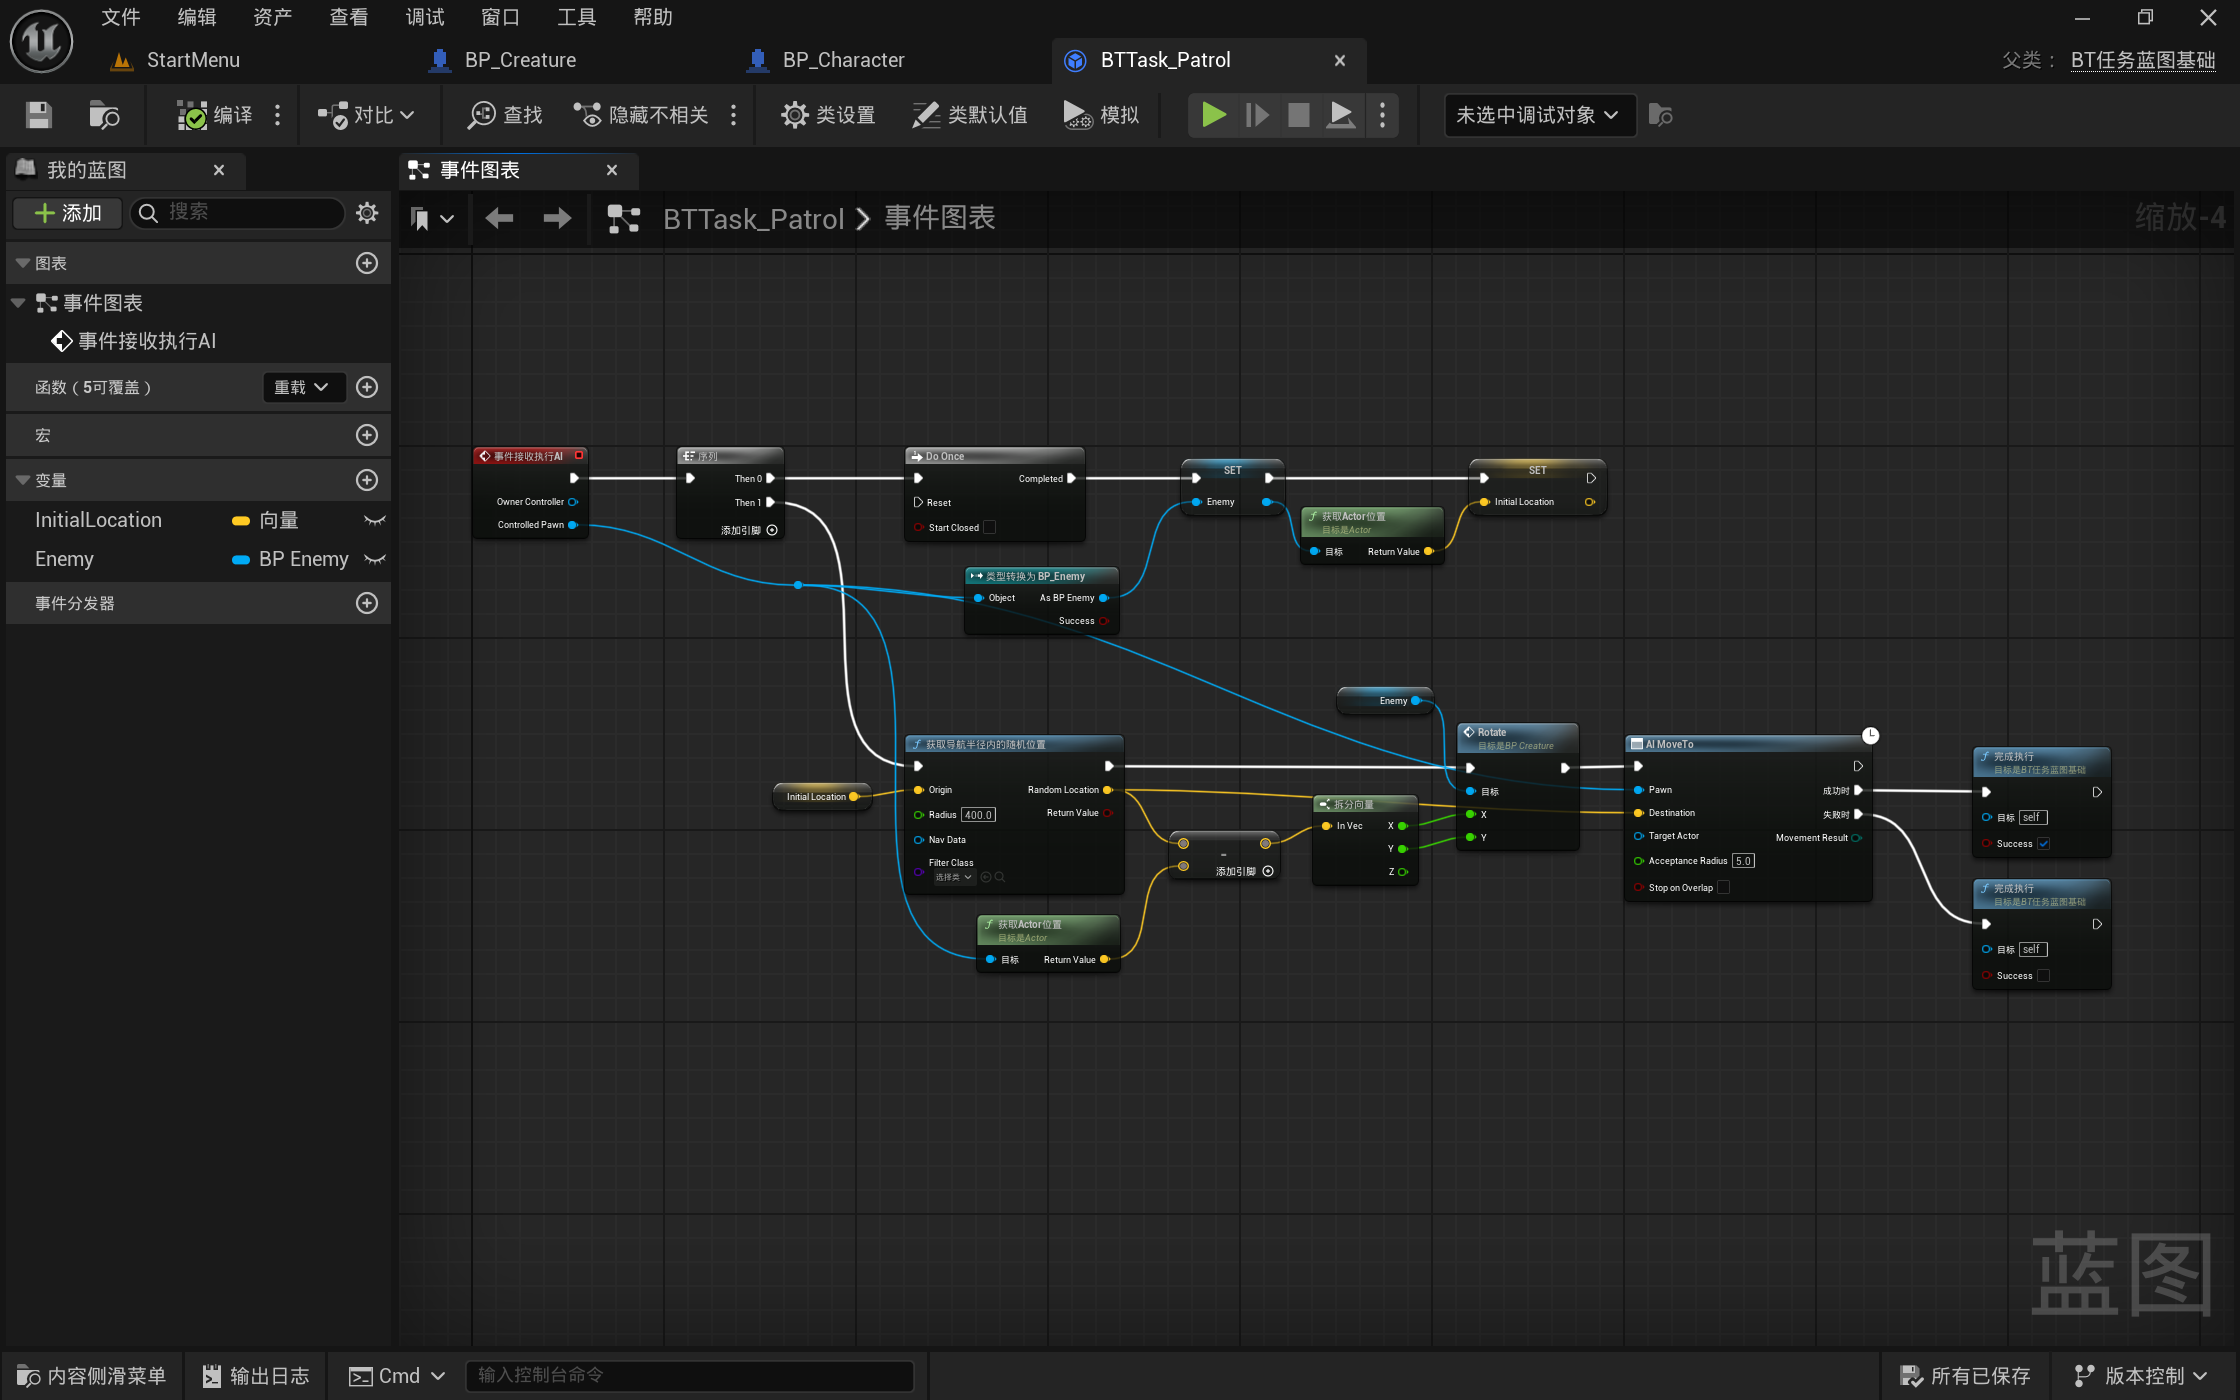 文件 编辑 资产 查看 调试 窗口 工具 帮助
StartMenu BP_Creature BP_Character BTTask_Patrol
父类： BT任务蓝图基础
编译 对比 查找 隐藏不相关 类设置 类默认值 模拟 未选中调试对象
我的蓝图
事件图表
添加 搜索
BTTask_Patrol 事件图表
缩放-4
图表
事件图表
事件接收执行AI
函数（5可覆盖） 重载
宏
变量
InitialLocation 向量
Enemy BP Enemy
事件分发器
事件接收执行AI
Owner Controller
Controlled Pawn
序列
Then 0
Then 1
添加引脚
Do Once
Completed
Reset
Start Closed
SET
Enemy
获取Actor位置
目标是Actor
目标 Return Value
SET
Initial Location
类型转换为 BP_Enemy
Object As BP Enemy
Success
Enemy
Initial Location
获取导航半径内的随机位置
Origin Random Location
Radius 400.0 Return Value
Nav Data
Filter Class
选择类
获取Actor位置
目标是Actor
目标 Return Value
-
添加引脚
拆分向量
In Vec X
Y
Z
Rotate
目标是BP Creature
目标
X
Y
AI MoveTo
Pawn 成功时
Destination 失败时
Target Actor Movement Result
Acceptance Radius 5.0
Stop on Overlap
完成执行
目标是BT任务蓝图基础
目标 self
Success
完成执行
目标是BT任务蓝图基础
目标 self
Success
蓝图
内容侧滑菜单 输出日志 Cmd 输入控制台命令 所有已保存 版本控制